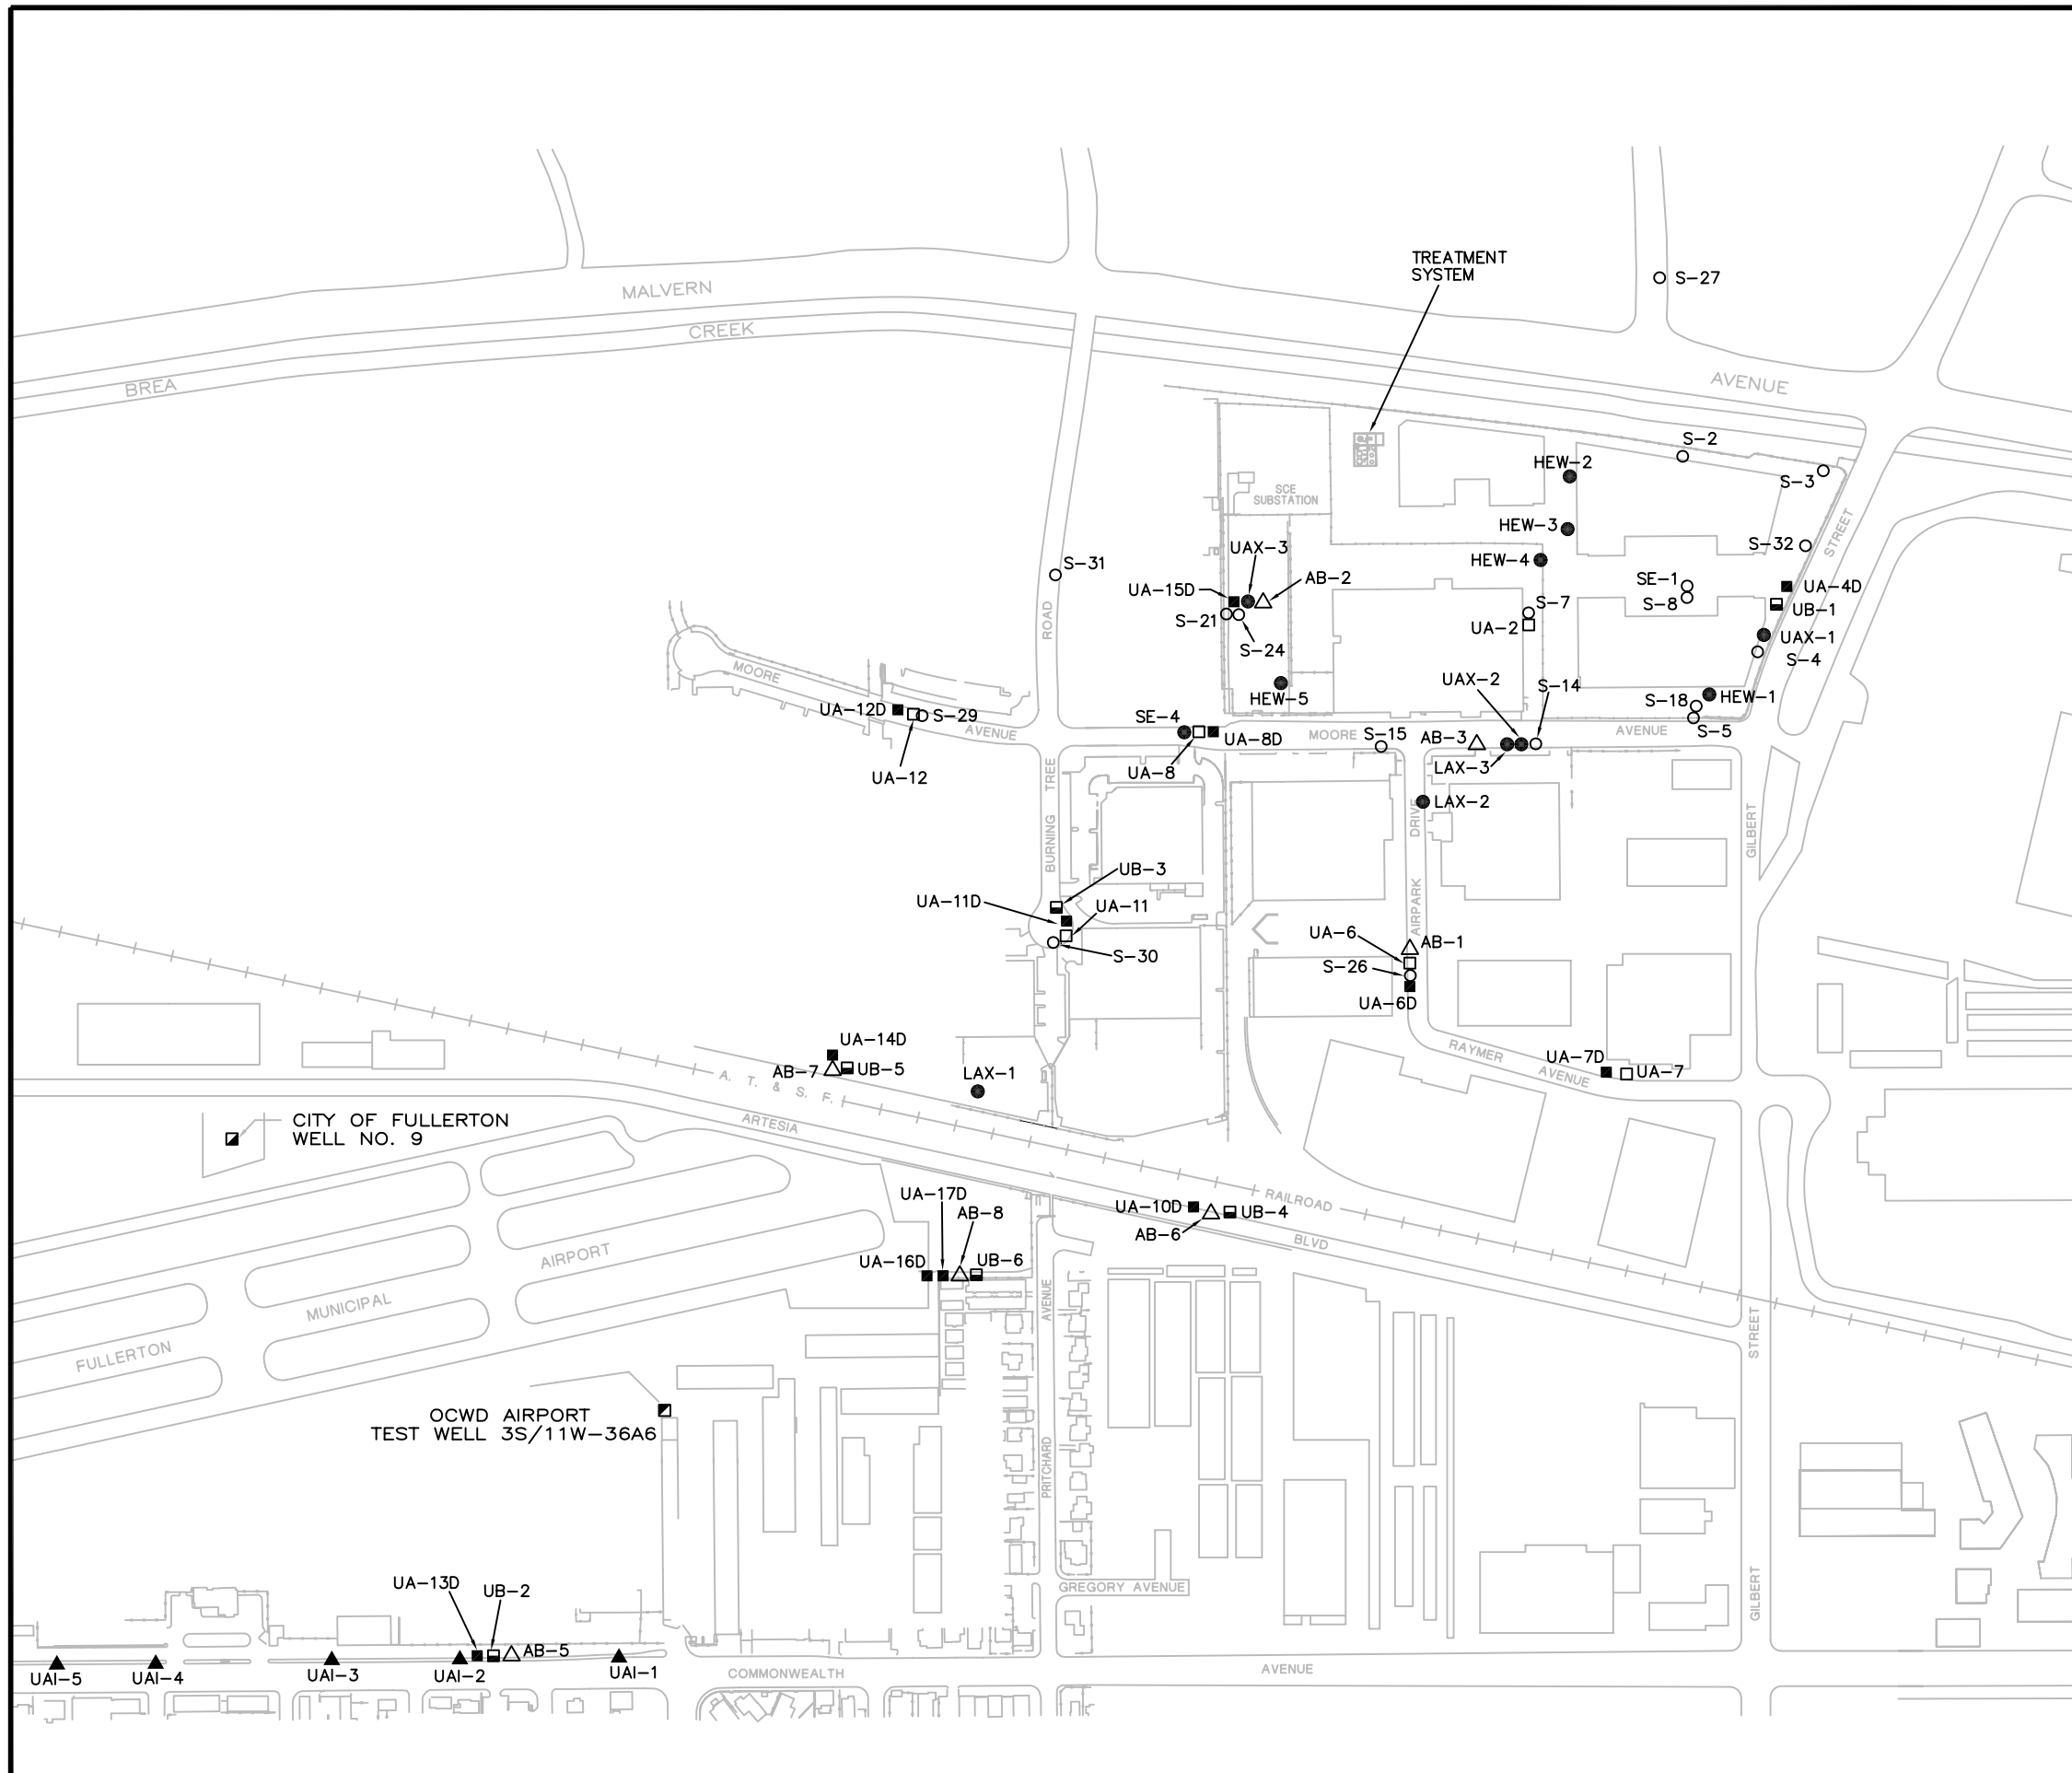 TREATMENT
SYSTEM
S-27
MALVERN
CREEK
BREA
AVENUE
S-2
HEW-2
S-3
SCE
SUBSTATION
HEW-3
STREET
S-32
UAX-3
HEW-4
S-31
AB-2
SE-1
UA-4D
UA-15D
S-8
UB-1
S-7
ROAD
S-21
UA-2
UAX-1
S-24
S-4
MOORE
UAX-2
S-14
HEW-5
S-18
HEW-1
UA-12D
S-29
SE-4
AVENUE
UA-8D
MOORE
S-15
AB-3
AVENUE
S-5
UA-12
UA-8
LAX-3
TREE
LAX-2
DRIVE
GILBERT
BURNING
UB-3
UA-11D
UA-11
AIRPARK
UA-6
AB-1
S-30
S-26
UA-6D
UA-14D
RAYMER
UA-7D
AB-7
UB-5
LAX-1
AVENUE
UA-7
A. T. & S. F.
CITY OF FULLERTON
WELL NO. 9
ARTESIA
UA-17D
RAILROAD
AB-8
UA-10D
UB-4
AB-6
BLVD
AIRPORT
UA-16D
UB-6
MUNICIPAL
AVENUE
FULLERTON
STREET
OCWD AIRPORT
TEST WELL 3S/11W-36A6
PRITCHARD
UA-13D
UB-2
GREGORY AVENUE
GILBERT
AB-5
UAI-5
UAI-4
UAI-3
UAI-2
UAI-1
COMMONWEALTH
AVENUE